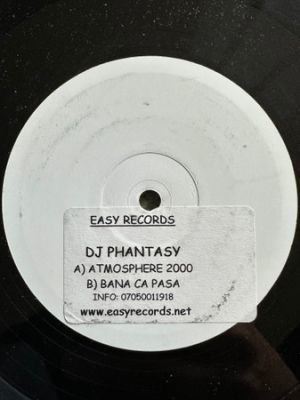 EASY RECORDS
DJ PHANTASY
A) ATMOSPHERE 2000
B) BANA CA PASA
INFO: 07050011918
www.easyrecords.net